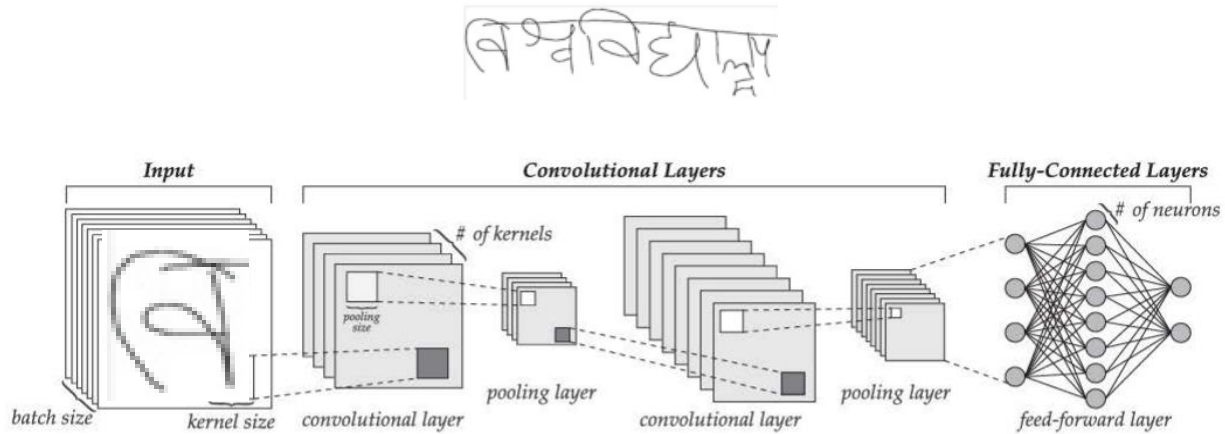 विश्वविद्यालय
Input
Convolutional Layers
Fully-Connected Layers
# of kernels
# of neurons
pooling size
वि
batch size
kernel size
convolutional layer
pooling layer
convolutional layer
pooling layer
feed-forward layer